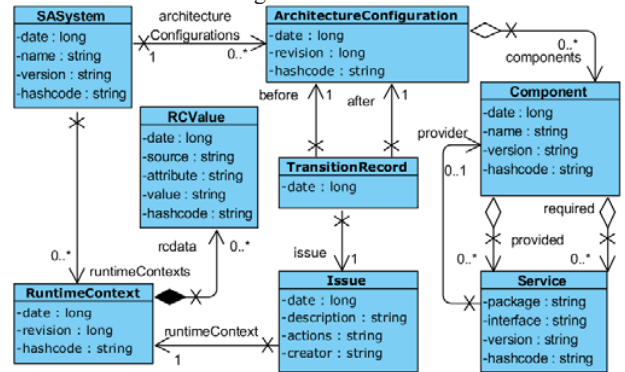 SASystem
-date : long
-name : string
-version : string
-hashcode : string
architecture
Configurations
1
0..*
ArchitectureConfiguration
-date : long
-revision : long
-hashcode : string
0..*
components
before
1
after
1
Component
-date : long
-name : string
-version : string
-hashcode : string
RCValue
-date : long
-source : string
-attribute : string
-value : string
-hashcode : string
TransitionRecord
-date : long
provider
0..1
required
provided
0..*
0..*
rcdata
0..*
issue
1
0..*
runtimeContexts
RuntimeContext
-date : long
-revision : long
-hashcode : string
runtimeContext
1
Issue
-date : long
-description : string
-actions : string
-creator : string
Service
-package : string
-interface : string
-version : string
-hashcode : string